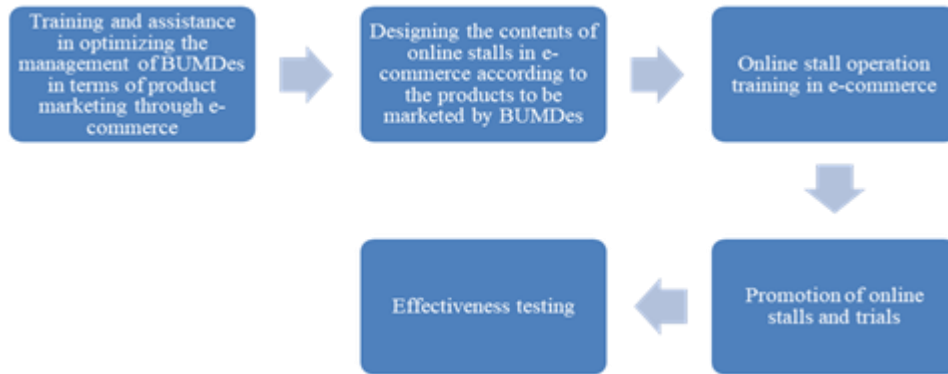 Training and assistance
in optimizing the
management of BUMDes
in terms of product
marketing through e-
commerce
Designing the contents of
online stalls in e-
commerce according to
the products to be
marketed by BUMDes
Online stall operation
training in e-commerce
Promotion of online
stalls and trials
Effectiveness testing